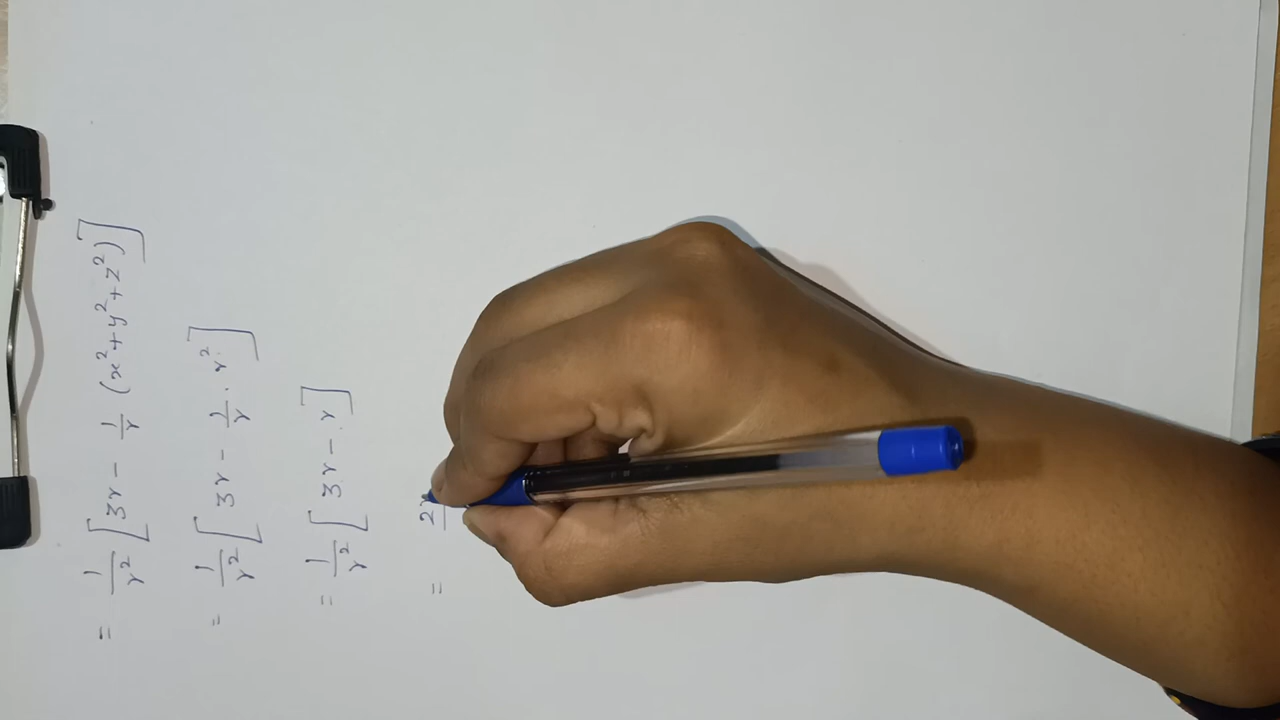 = 1/r² [3r - 1/r (x²+y²+z²)]
= 1/r² [3r - 1/r . r²]
= 1/r² [3r - r]
= 2